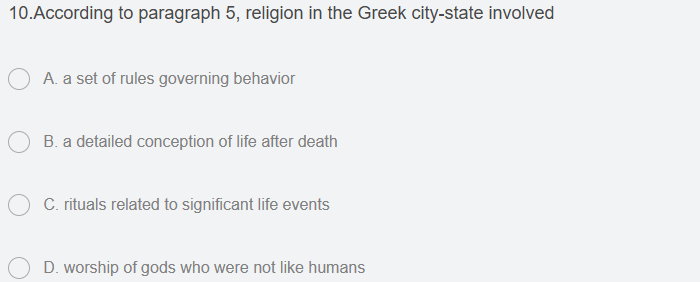 10.According to paragraph 5, religion in the Greek city-state involved
A. a set of rules governing behavior
B. a detailed conception of life after death
C. rituals related to significant life events
D. worship of gods who were not like humans